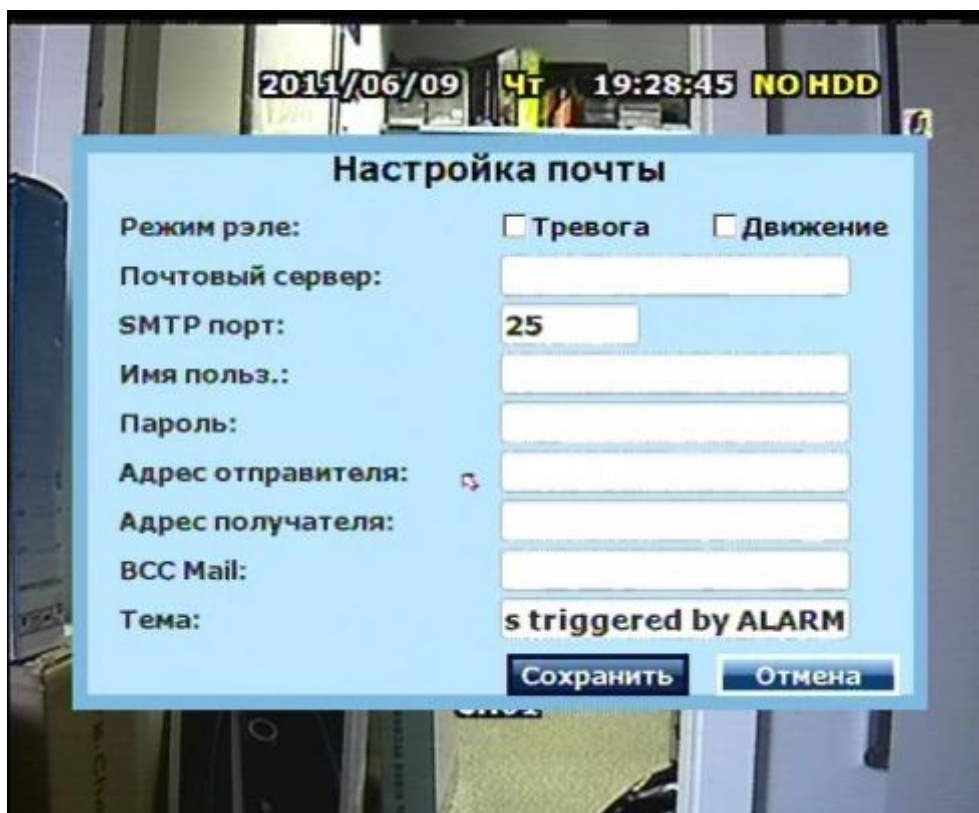 2011/06/09 Чт 19:28:45 NO HDD
Настройка почты
Режим рэле: Тревога Движение
Почтовый сервер:
SMTP порт: 25
Имя польз.:
Пароль:
Адрес отправителя:
Адрес получателя:
BCC Mail:
Тема: s triggered by ALARM
Сохранить Отмена